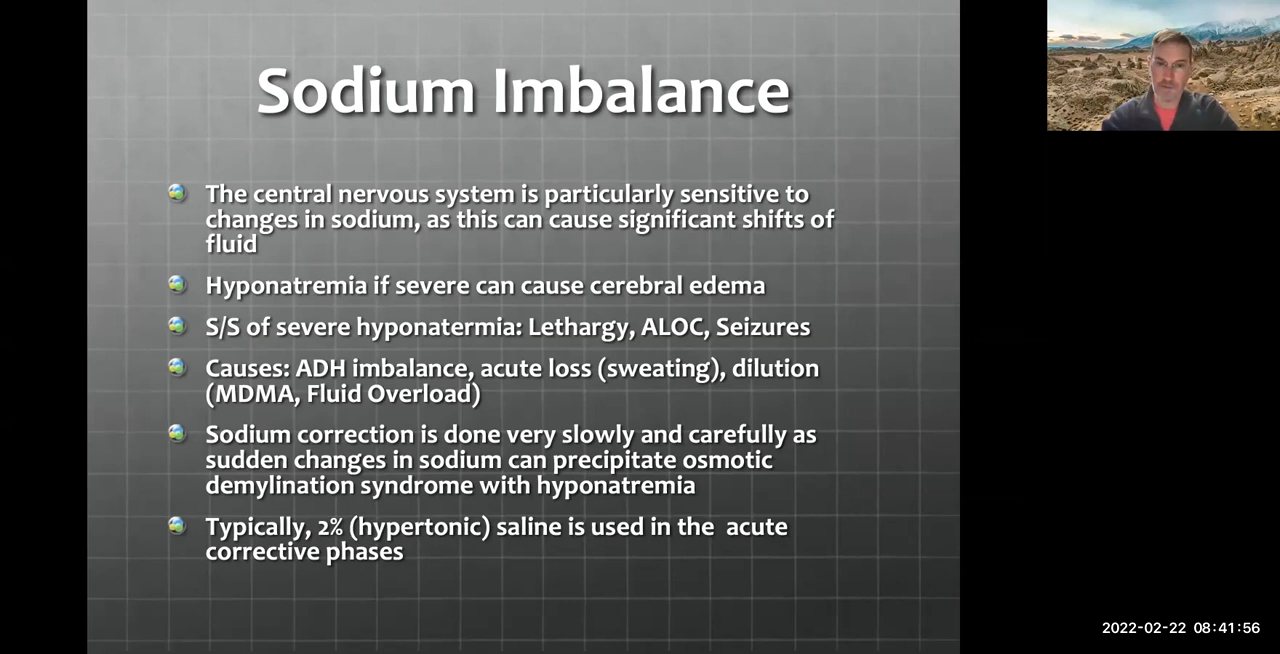 Sodium Imbalance
The central nervous system is particularly sensitive to
changes in sodium, as this can cause significant shifts of
fluid
Hyponatremia if severe can cause cerebral edema
S/S of severe hyponatermia: Lethargy, ALOC, Seizures
Causes: ADH imbalance, acute loss (sweating), dilution
(MDMA, Fluid Overload)
Sodium correction is done very slowly and carefully as
sudden changes in sodium can precipitate osmotic
demylination syndrome with hyponatremia
Typically, 2% (hypertonic) saline is used in the  acute
corrective phases
2022-02-22 08:41:56